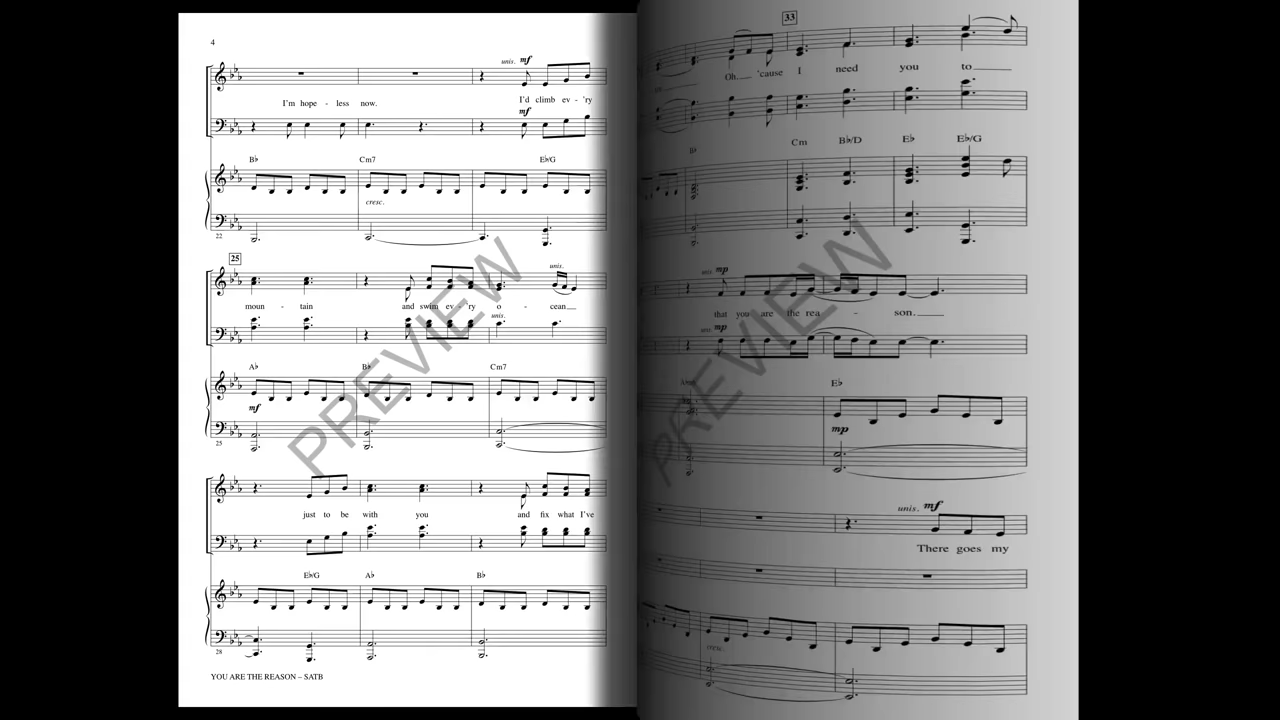 4
unis. mf
I'm hope - less now. I'd climb ev - 'ry
mf
B♭ Cm7 E♭/G
cresc.
22
25
unis.
moun - tain and swim ev - 'ry o - cean
unis.
A♭ B♭ Cm7
mf
25
just to be with you and fix what I've
E♭/G A♭ B♭
28
YOU ARE THE REASON – SATB
PREVIEW
33
Oh 'cause I need you to
Cm B♭/D E♭ E♭/G
unis. mp
that you are the rea - son.
uns. mp
E♭
mp
unis. mf
There goes my
cresc.
PREVIEW